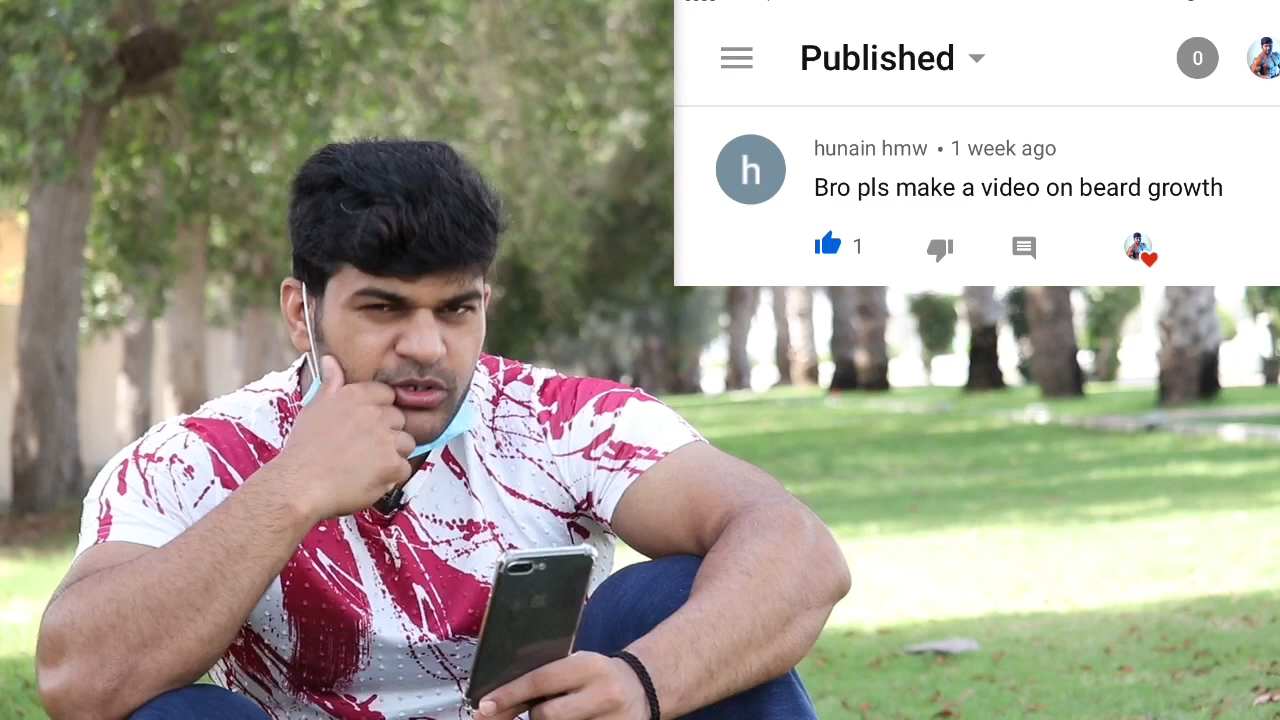 Published
0
h
hunain hmw • 1 week ago
Bro pls make a video on beard growth
1